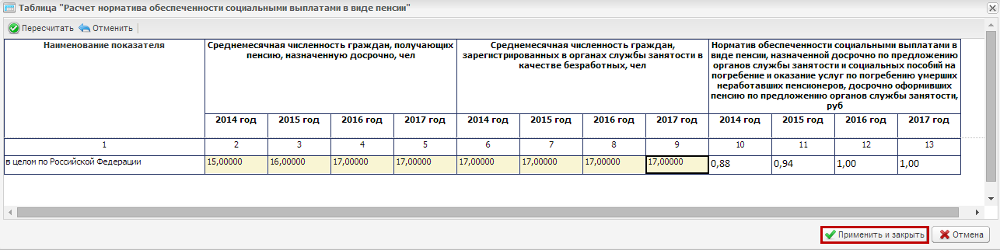 Таблица "Расчет норматива обеспеченности социальными выплатами в виде пенсии"
Пересчитать Отменить
Наименование показателя
Среднемесячная численность граждан, получающих
пенсию, назначенную досрочно, чел
Среднемесячная численность граждан,
зарегистрированных в органах службы занятости в
качестве безработных, чел
Норматив обеспеченности социальными выплатами в
виде пенсии, назначенной досрочно по предложению
органов службы занятости и социальных пособий на
погребение и оказание услуг по погребению умерших
неработавших пенсионеров, досрочно оформивших
пенсию по предложению органов службы занятости,
руб
2014 год 2015 год 2016 год 2017 год 2014 год 2015 год 2016 год 2017 год 2014 год 2015 год 2016 год 2017 год
1 2 3 4 5 6 7 8 9 10 11 12 13
в целом по Российской Федерации 15,00000 16,00000 17,00000 17,00000 17,00000 17,00000 17,00000 17,00000 0,88 0,94 1,00 1,00
Применить и закрыть Отмена